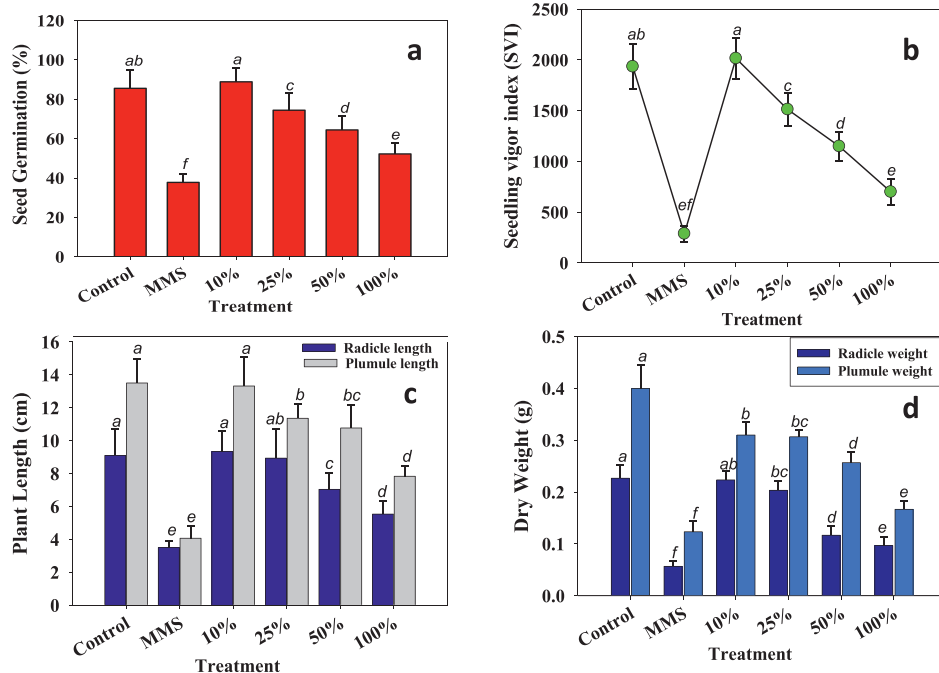 a
Seed Germination (%)
120
100
80
60
40
20
0
ab
f
a
c
d
e
Control
MMS
10%
25%
50%
100%
Treatment
b
Seedling vigor index (SVI)
2500
2000
1500
1000
500
0
ab
ef
a
c
d
e
Control
MMS
10%
25%
50%
100%
Treatment
c
Radicle length
Plumule length
Plant Length (cm)
16
14
12
10
8
6
4
2
0
a
a
e
e
a
a
ab
b
c
bc
d
d
Control
MMS
10%
25%
50%
100%
Treatment
d
Radicle weight
Plumule weight
Dry Weight (g)
0.5
0.4
0.3
0.2
0.1
0.0
a
a
f
f
ab
b
bc
bc
d
d
e
e
Control
MMS
10%
25%
50%
100%
Treatment